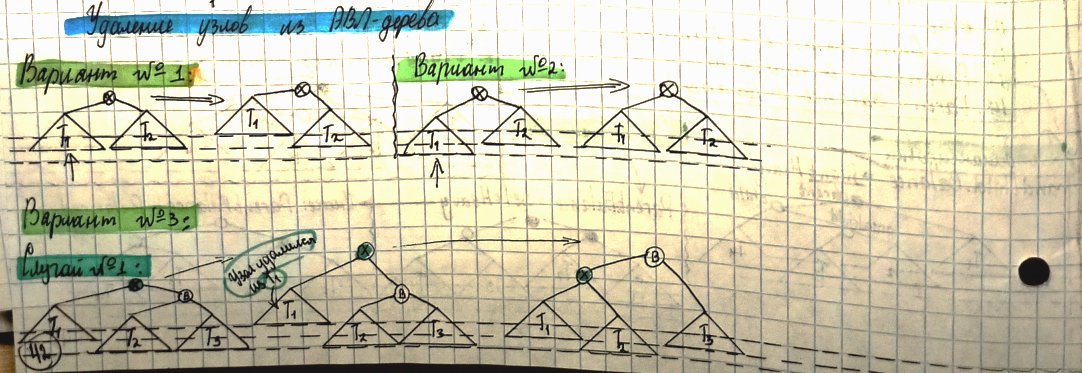 Удаление узлов из АВЛ-дерева
Вариант №1:
Вариант №2:
X X X X
T₁ T₂ T₁ T₂ T₁ T₂ T₁ T₂
Вариант №3:
Случай №1:
Узел удалился
из T₁
X B X B X B
T₁ T₂ T₃ T₁ T₂ T₃ T₁ T₂ T₃
42